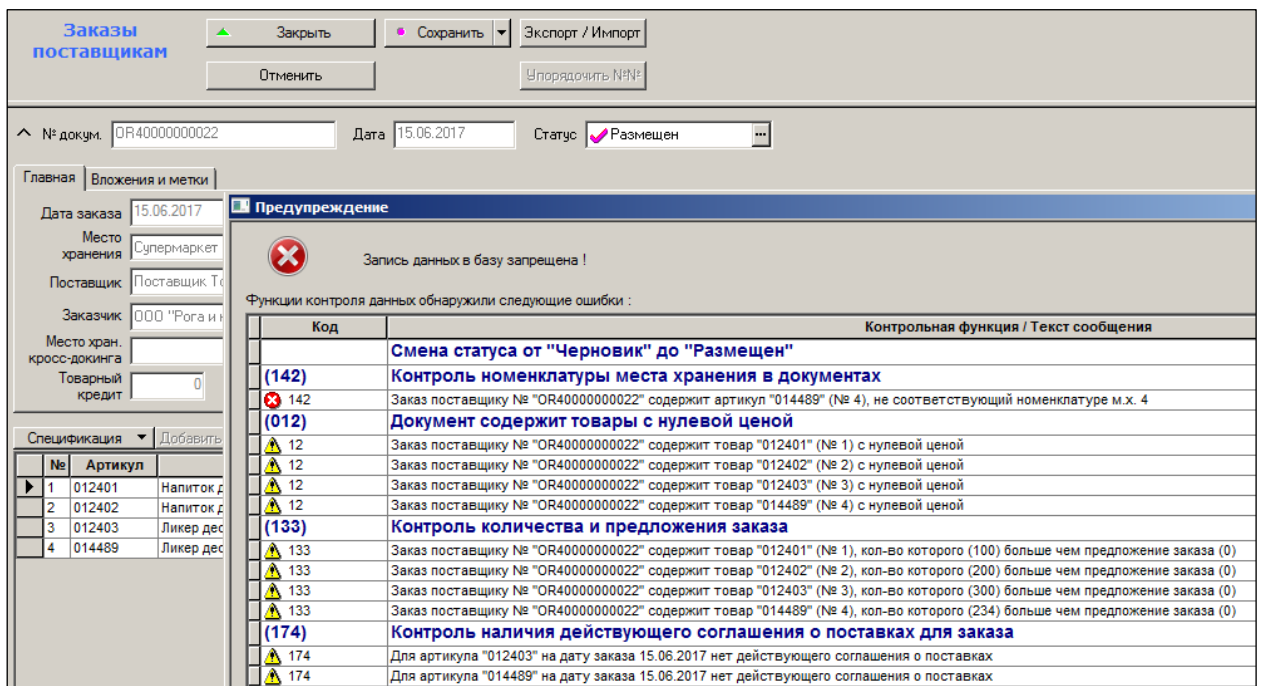 Заказы поставщикам
Закрыть
Сохранить
Экспорт / Импорт
Отменить
Упорядочить №№
№ докум. OR40000000022 Дата 15.06.2017 Статус Размещен ...
Главная Вложения и метки
Дата заказа 15.06.2017
Место хранения Супермаркет
Поставщик Поставщик То
Заказчик ООО "Рога и к
Место хран. кросс-докинга
Товарный кредит 0
Спецификация Добавить
№ Артикул
1 012401 Напиток д
2 012402 Напиток д
3 012403 Ликер дес
4 014489 Ликер дес
Предупреждение
Запись данных в базу запрещена !
Функции контроля данных обнаружили следующие ошибки :
Код Контрольная функция / Текст сообщения
Смена статуса от "Черновик" до "Размещен"
(142) Контроль номенклатуры места хранения в документах
142 Заказ поставщику № "OR40000000022" содержит артикул "014489" (№ 4), не соответствующий номенклатуре м.х. 4
(012) Документ содержит товары с нулевой ценой
12 Заказ поставщику № "OR40000000022" содержит товар "012401" (№ 1) с нулевой ценой
12 Заказ поставщику № "OR40000000022" содержит товар "012402" (№ 2) с нулевой ценой
12 Заказ поставщику № "OR40000000022" содержит товар "012403" (№ 3) с нулевой ценой
12 Заказ поставщику № "OR40000000022" содержит товар "014489" (№ 4) с нулевой ценой
(133) Контроль количества и предложения заказа
133 Заказ поставщику № "OR40000000022" содержит товар "012401" (№ 1), кол-во которого (100) больше чем предложение заказа (0)
133 Заказ поставщику № "OR40000000022" содержит товар "012402" (№ 2), кол-во которого (200) больше чем предложение заказа (0)
133 Заказ поставщику № "OR40000000022" содержит товар "012403" (№ 3), кол-во которого (300) больше чем предложение заказа (0)
133 Заказ поставщику № "OR40000000022" содержит товар "014489" (№ 4), кол-во которого (234) больше чем предложение заказа (0)
(174) Контроль наличия действующего соглашения о поставках для заказа
174 Для артикула "012403" на дату заказа 15.06.2017 нет действующего соглашения о поставках
174 Для артикула "014489" на дату заказа 15.06.2017 нет действующего соглашения о поставках